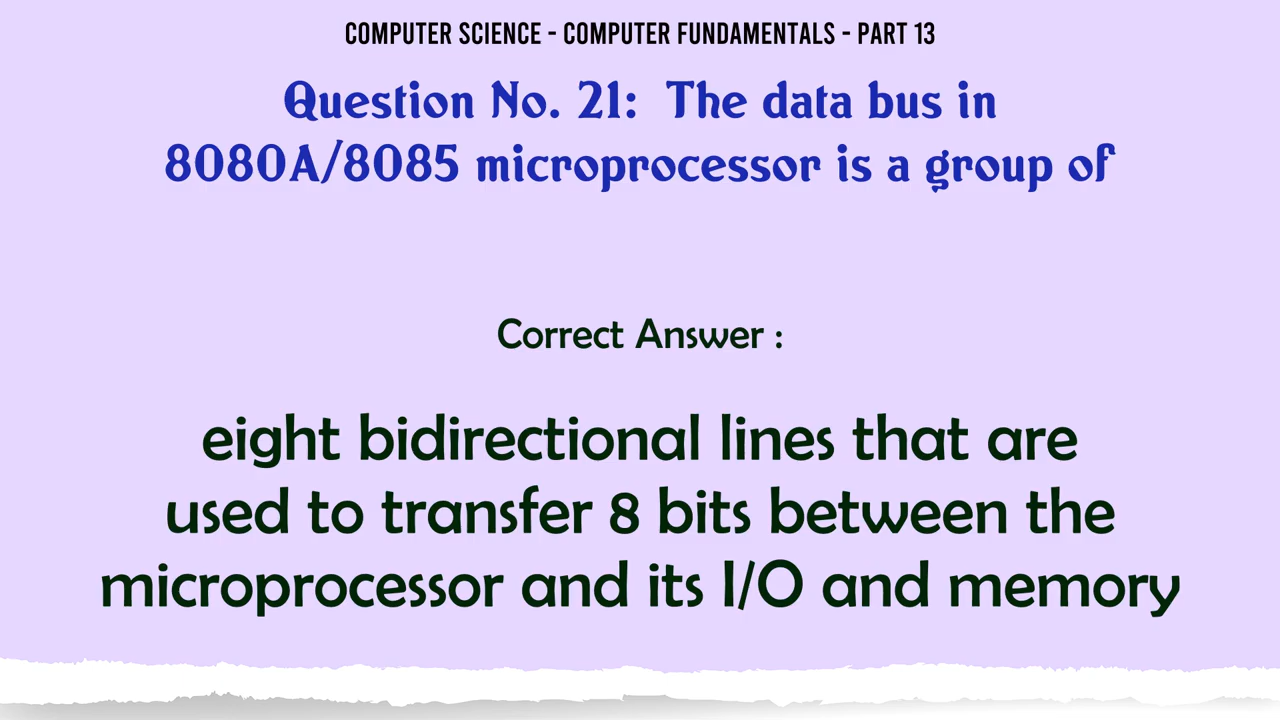 COMPUTER SCIENCE - COMPUTER FUNDAMENTALS - PART 13
Question No. 21: The data bus in
8080A/8085 microprocessor is a group of
Correct Answer :
eight bidirectional lines that are
used to transfer 8 bits between the
microprocessor and its I/O and memory